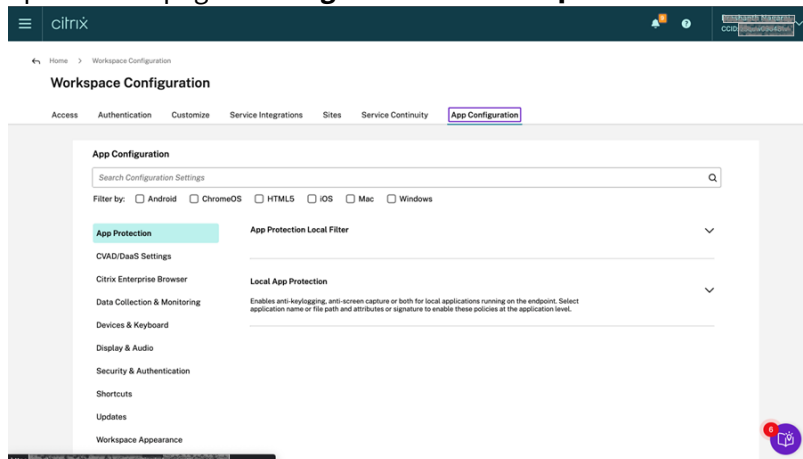 citrix
8
?
CCID:
Home > Workspace Configuration
Workspace Configuration
Access Authentication Customize Service Integrations Sites Service Continuity App Configuration
App Configuration
Search Configuration Settings
Filter by: Android ChromeOS HTML5 iOS Mac Windows
App Protection
App Protection Local Filter
CVAD/DaaS Settings
Citrix Enterprise Browser
Local App Protection
Data Collection & Monitoring
Enables anti-keylogging, anti-screen capture or both for local applications running on the endpoint. Select
application name or file path and attributes or signature to enable these policies at the application level.
Devices & Keyboard
Display & Audio
Security & Authentication
Shortcuts
Updates
Workspace Appearance
6